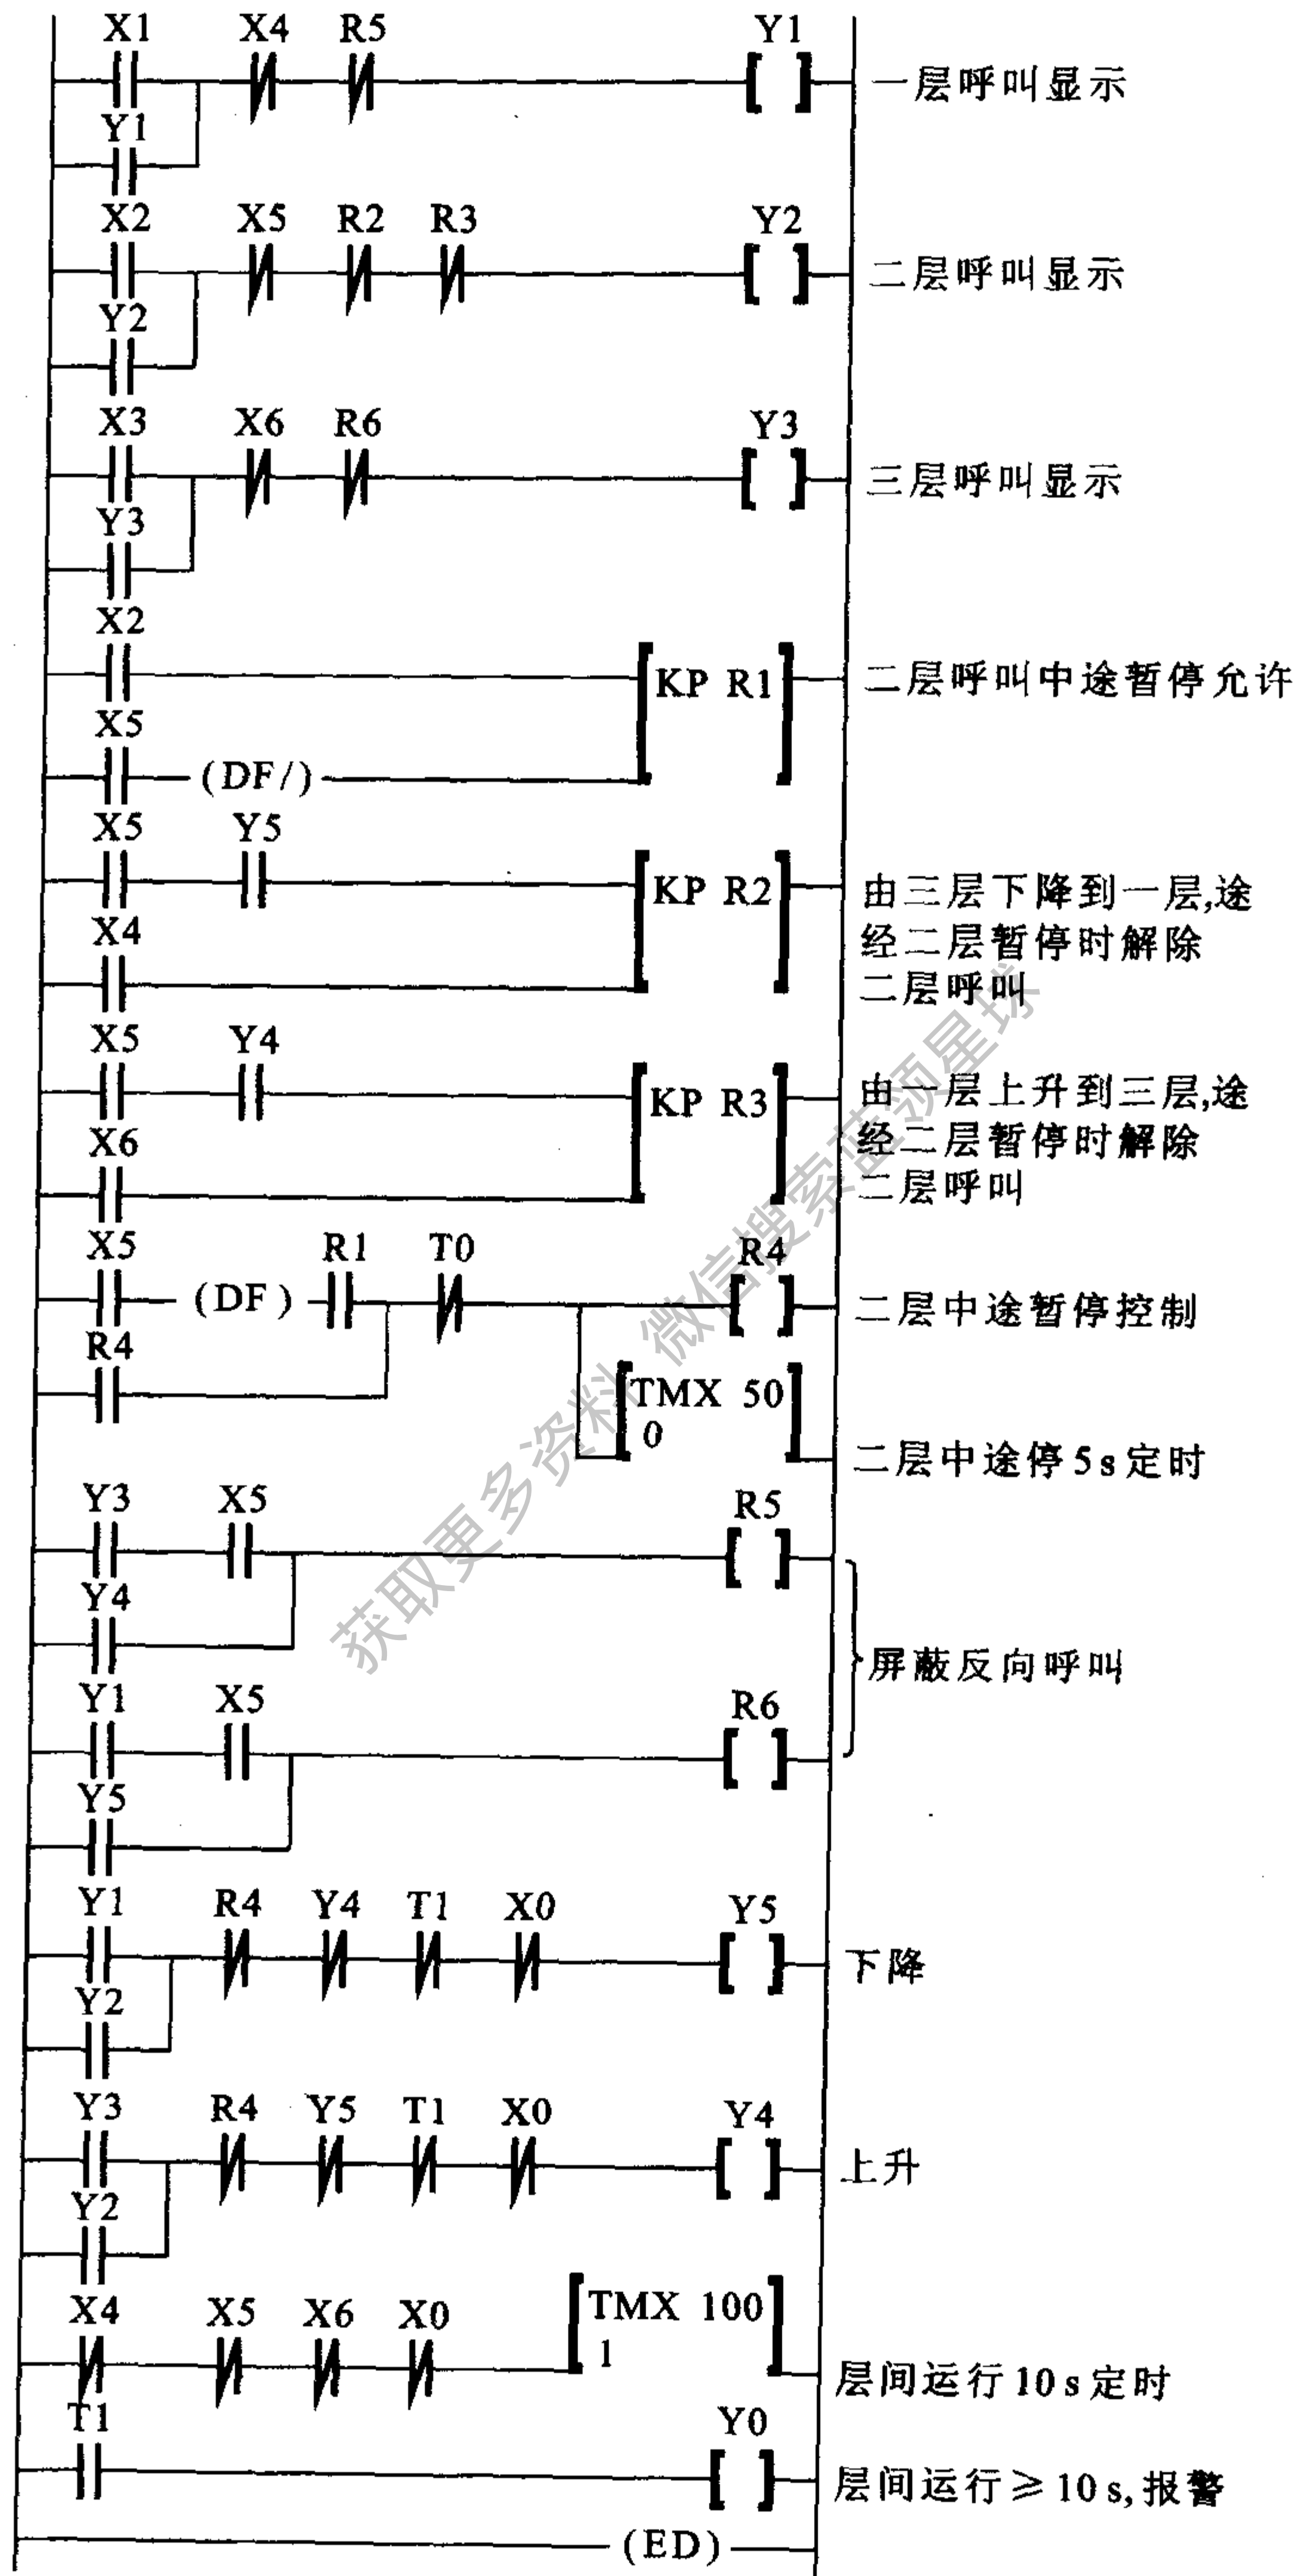 X1 X4 R5 Y1
一层呼叫显示
Y1
X2 X5 R2 R3 Y2
二层呼叫显示
Y2
X3 X6 R6 Y3
三层呼叫显示
Y3
X2
KP R1
二层呼叫中途暂停允许
X5
(DF/)
X5 Y5
KP R2
由三层下降到一层,途
经二层暂停时解除
二层呼叫
X4
X5 Y4
KP R3
由一层上升到三层,途
经二层暂停时解除
二层呼叫
X6
X5 (DF) R1 T0 R4
二层中途暂停控制
R4
TMX 50
0
二层中途停5s定时
Y3 X5 R5
Y4
屏蔽反向呼叫
Y1 X5 R6
Y5
Y1 R4 Y4 T1 X0 Y5
下降
Y2
Y3 R4 Y5 T1 X0 Y4
上升
Y2
X4 X5 X6 X0
TMX 100
1
层间运行10s定时
T1 Y0
层间运行≥10s,报警
(ED)
获取更多资料 微信搜索蓝领星球